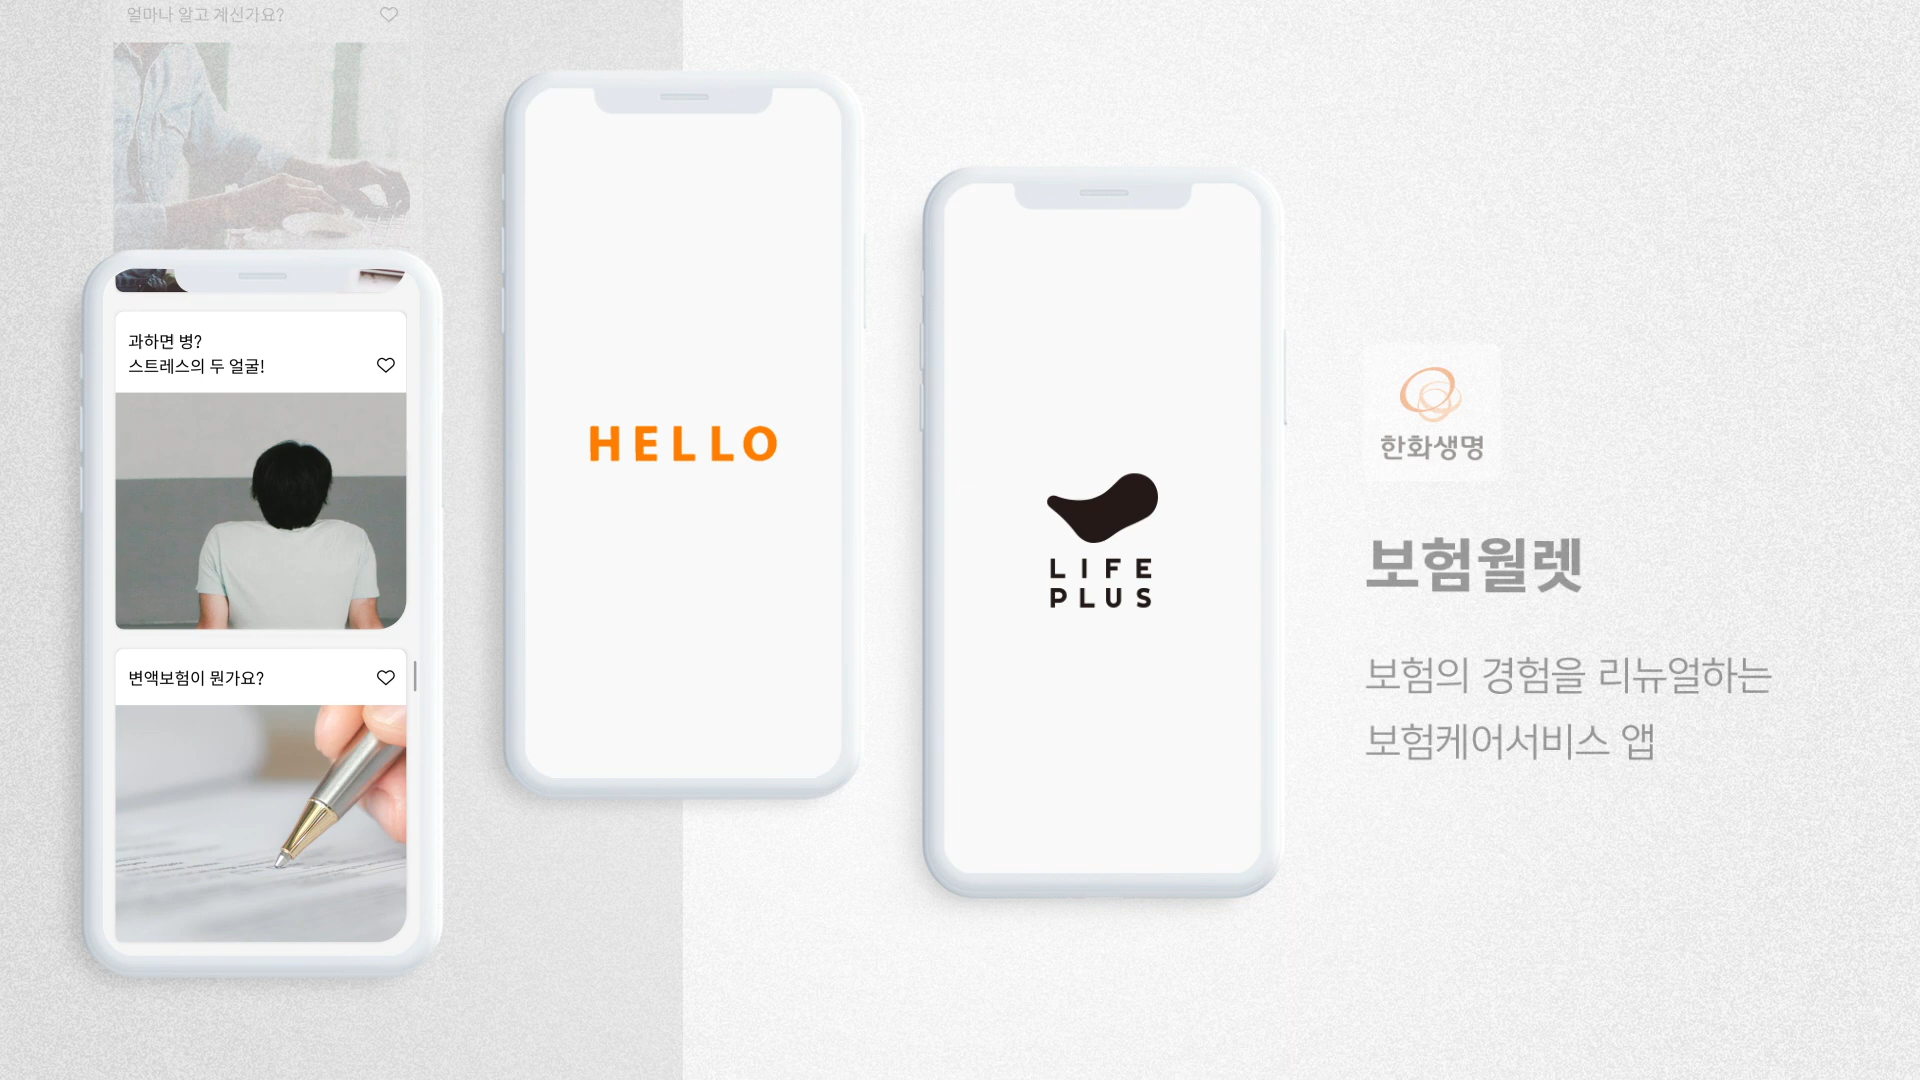 얼마나 알고 계신가요?
과하면 병?
스트레스의 두 얼굴!
변액보험이 뭔가요?
HELLO
LIFE
PLUS
한화생명
보험월렛
보험의 경험을 리뉴얼하는
보험케어서비스 앱